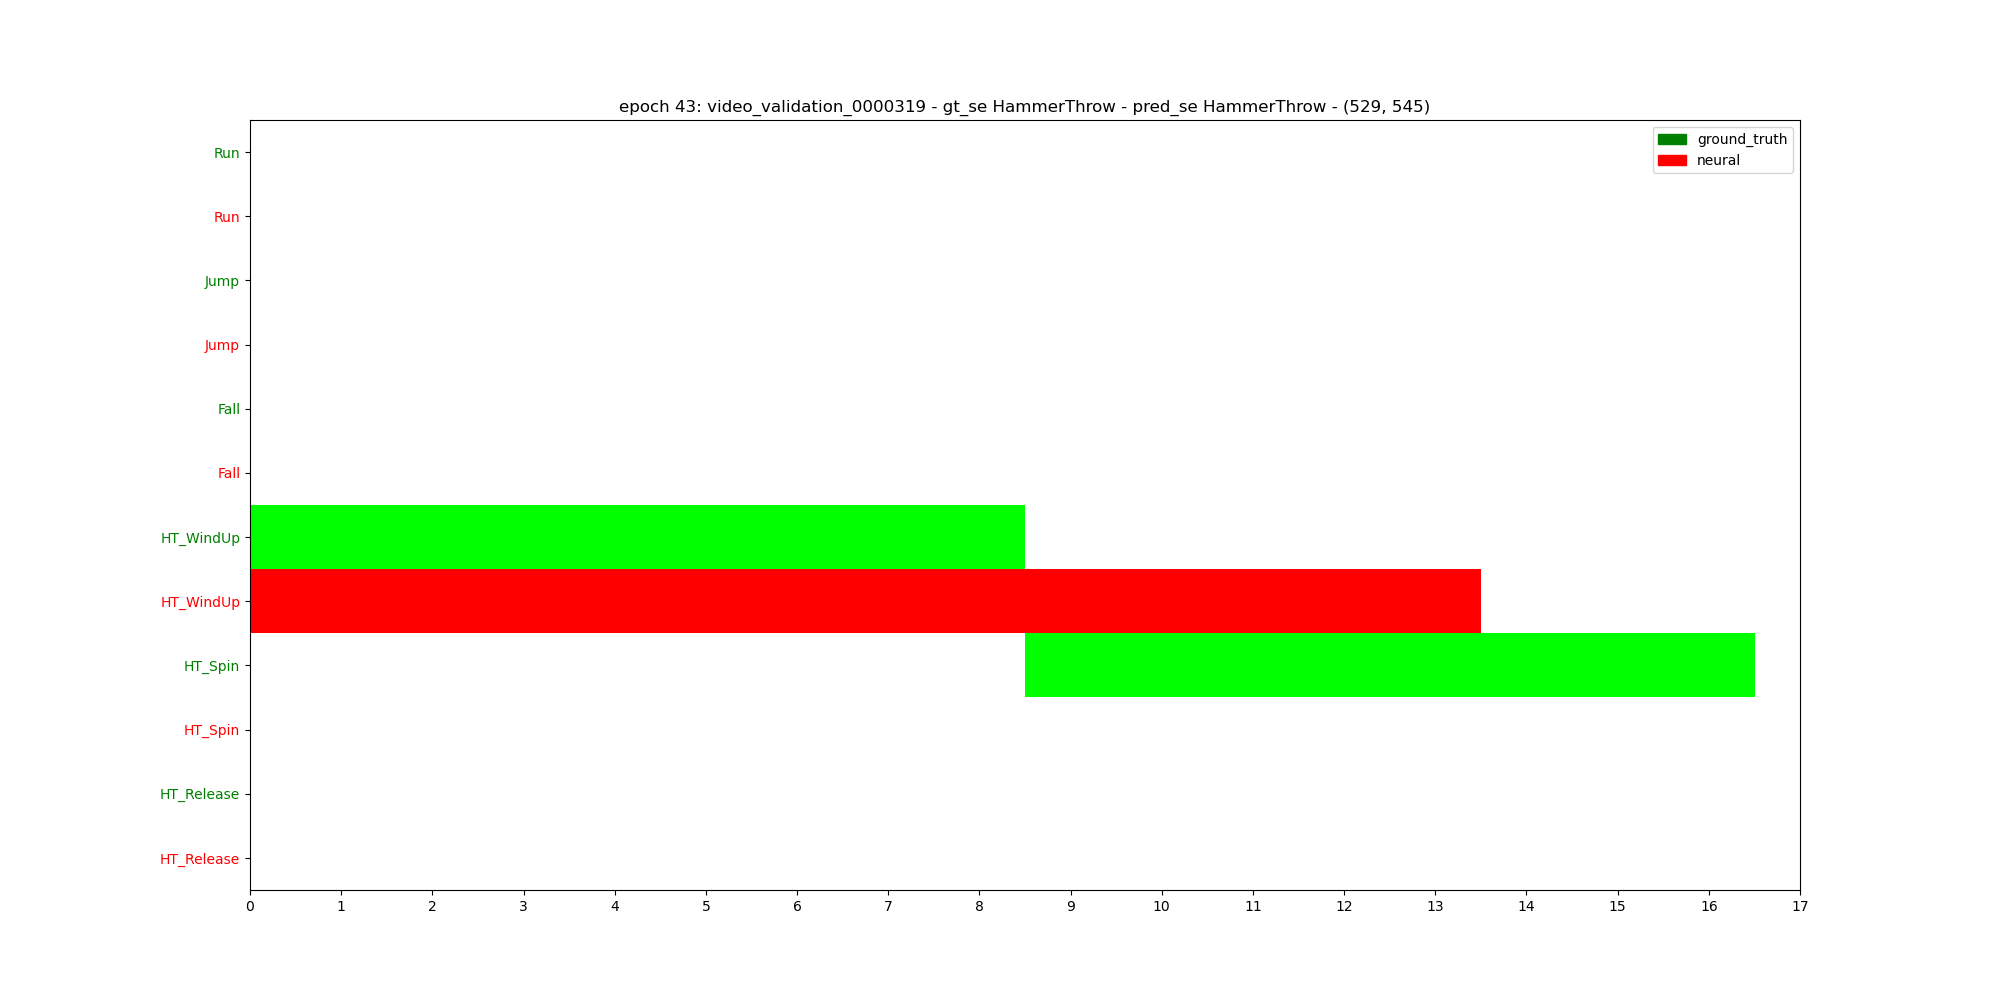 epoch 43: video_validation_0000319 - gt_se HammerThrow - pred_se HammerThrow - (529, 545)
ground_truth
neural
Run
Run
Jump
Jump
Fall
Fall
HT_WindUp
HT_WindUp
HT_Spin
HT_Spin
HT_Release
HT_Release
0 1 2 3 4 5 6 7 8 9 10 11 12 13 14 15 16 17